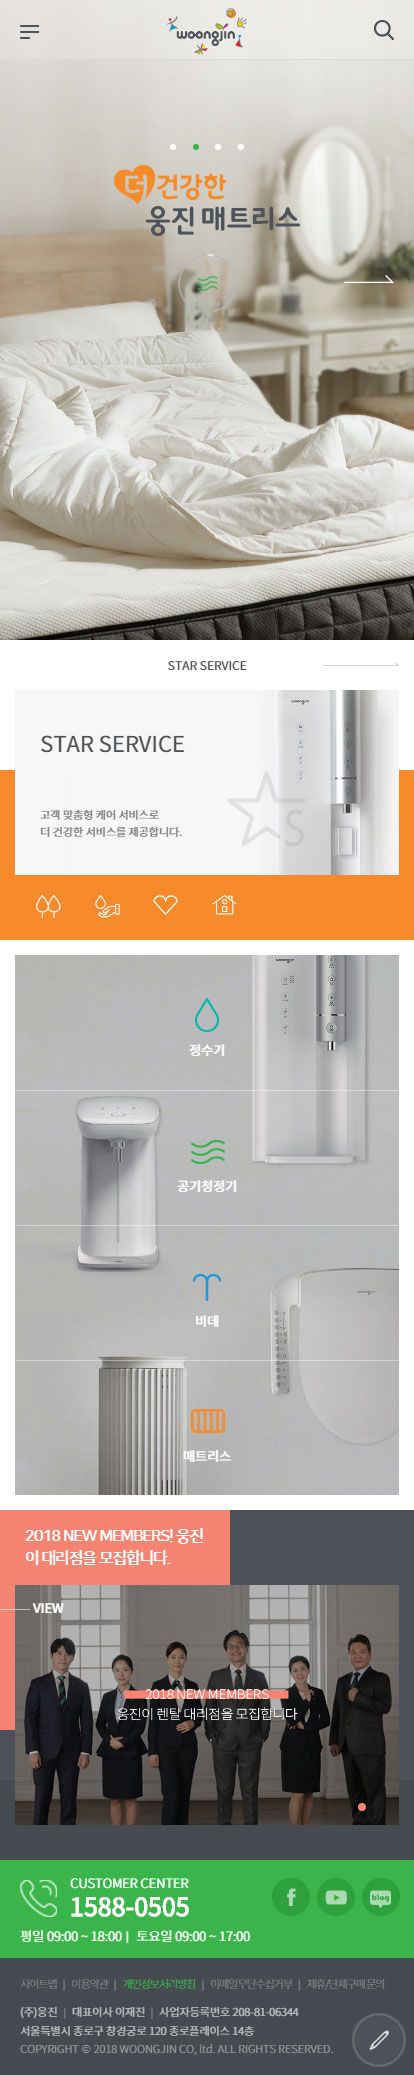 woongjin
더 건강한
웅진 매트리스
STAR SERVICE
STAR SERVICE
고객 맞춤형 케어 서비스로
더 건강한 서비스를 제공합니다.
S
woongjin
woongjin
정수기
공기청정기
woongjin
비데
매트리스
2018 NEW MEMBERS! 웅진
이 대리점을 모집합니다.
VIEW
2018 NEW MEMBERS
웅진이 렌탈 대리점을 모집합니다
CUSTOMER CENTER
1588-0505
평일 09:00 ~ 18:00 | 토요일 09:00 ~ 17:00
blog
사이트맵 | 이용약관 | 개인정보처리방침 | 이메일무단수집거부 | 제휴/단체구매 문의
(주)웅진 | 대표이사 이재진 | 사업자등록번호 208-81-06344
서울특별시 종로구 창경궁로 120 종로플레이스 14층
COPYRIGHT © 2018 WOONGJIN CO, ltd. ALL RIGHTS RESERVED.